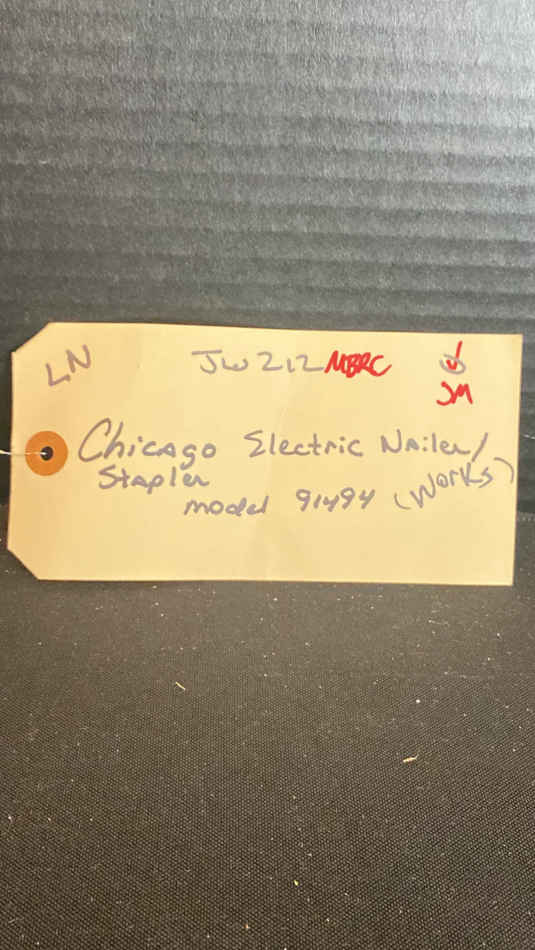 LN JW212 MBRC
JM
Chicago Electric Nailer/
Stapler
model 91494 (Works)